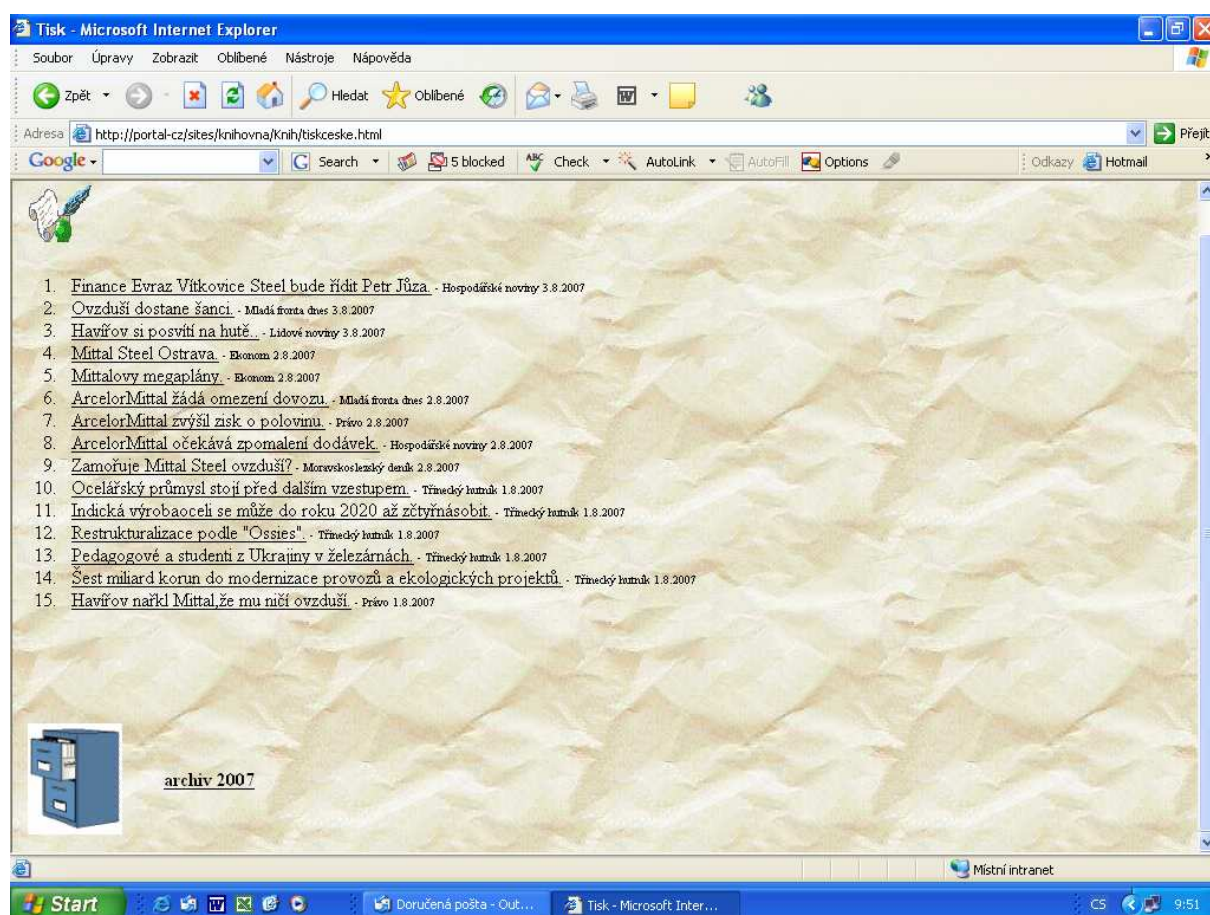 Tisk - Microsoft Internet Explorer
Soubor Úpravy Zobrazit Oblíbené Nástroje Nápověda
Zpět Hledat Oblíbené
Adresa http://portal-cz/sites/knihovna/Knih/tiskceske.html Přejít
Google Search 5 blocked ABC Check AutoLink AutoFill Options Odkazy Hotmail
1. Finance Evraz Vítkovice Steel bude řídit Petr Jůza. - Hospodářské noviny 3.8.2007
2. Ovzduší dostane šanci. - Mladá fronta dnes 3.8.2007
3. Havířov si posvítí na hutě.. - Lidové noviny 3.8.2007
4. Mittal Steel Ostrava. - Ekonom 2.8.2007
5. Mittalovy megaplány. - Ekonom 2.8.2007
6. ArcelorMittal žádá omezení dovozu. - Mladá fronta dnes 2.8.2007
7. ArcelorMittal zvýšil zisk o polovinu. - Právo 2.8.2007
8. ArcelorMittal očekává zpomalení dodávek. - Hospodářské noviny 2.8.2007
9. Zamořuje Mittal Steel ovzduší? - Moravskoslezský deník 2.8.2007
10. Ocelářský průmysl stojí před dalším vzestupem. - Třinecký hutník 1.8.2007
11. Indická výrobaoceli se může do roku 2020 až zčtyřnásobit. - Třinecký hutník 1.8.2007
12. Restrukturalizace podle "Ossies". - Třinecký hutník 1.8.2007
13. Pedagogové a studenti z Ukrajiny v železárnách. - Třinecký hutník 1.8.2007
14. Šest miliard korun do modernizace provozů a ekologických projektů. - Třinecký hutník 1.8.2007
15. Havířov nařkl Mittal,že mu ničí ovzduší. - Právo 1.8.2007
archiv 2007
Místní intranet
Start Doručená pošta - Out... Tisk - Microsoft Inter... CS 9:51